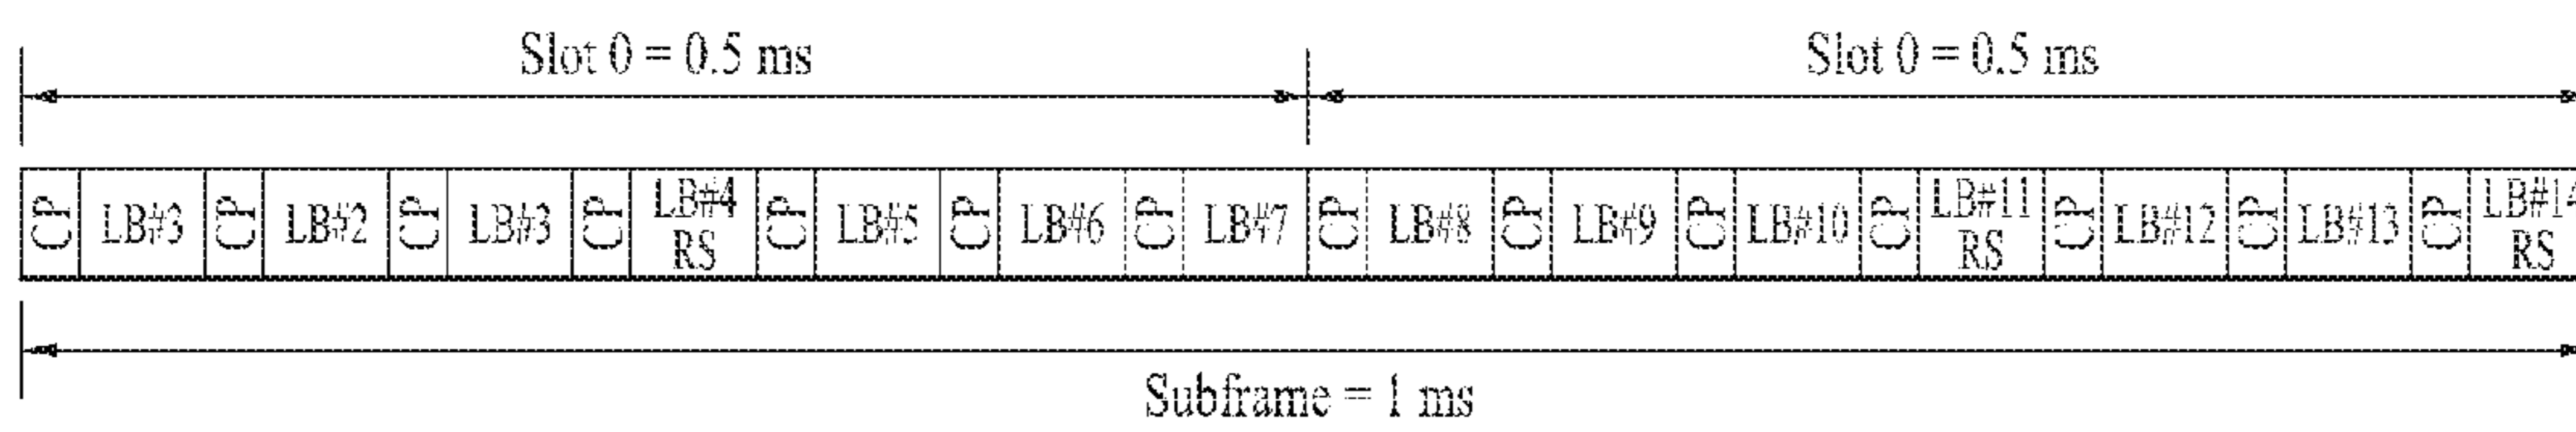 Slot 0 = 0.5 ms Slot 0 = 0.5 ms
CP LB#3 CP LB#2 CP LB#3 CP LB#4 RS CP LB#5 CP LB#6 CP LB#7 CP LB#8 CP LB#9 CP LB#10 CP LB#11 RS CP LB#12 CP LB#13 CP LB#14 RS
Subframe = 1 ms